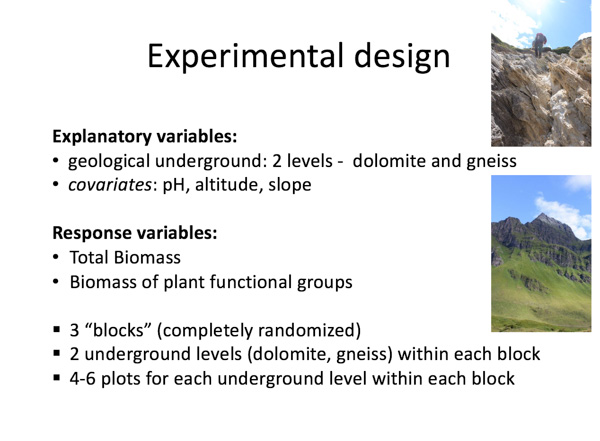 Experimental design
Explanatory variables:
• geological underground: 2 levels -  dolomite and gneiss
• covariates: pH, altitude, slope
Response variables:
• Total Biomass
• Biomass of plant functional groups
▪ 3 “blocks” (completely randomized)
▪ 2 underground levels (dolomite, gneiss) within each block
▪ 4-6 plots for each underground level within each block